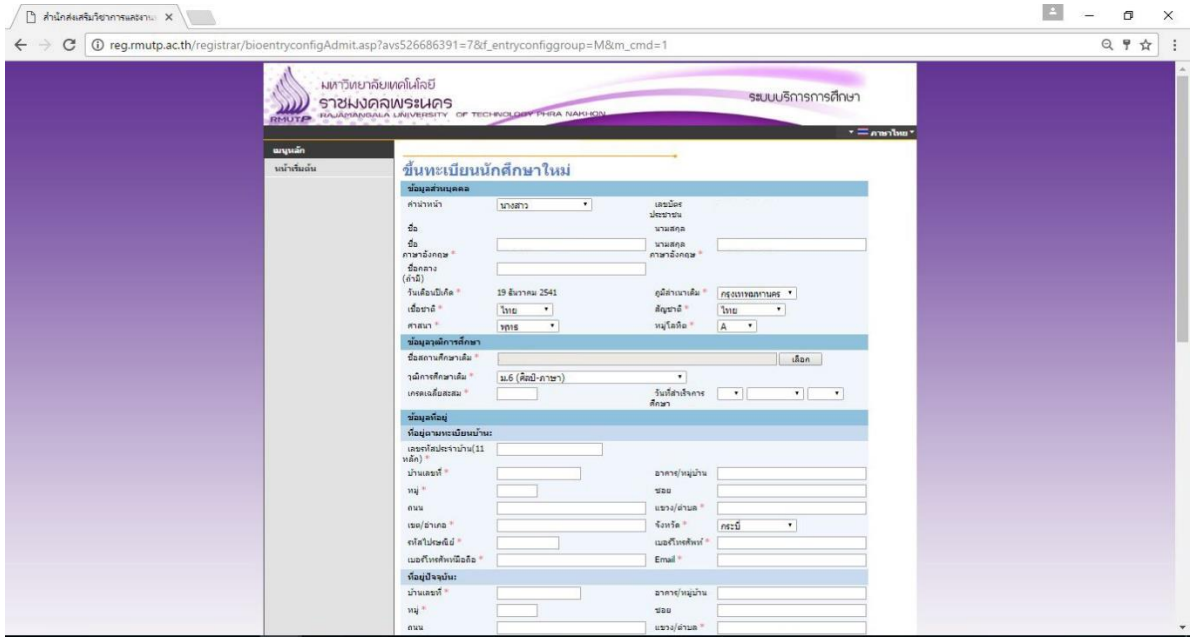 สำนักส่งเสริมวิชาการและงาน
reg.rmutp.ac.th/registrar/bioentryconfigAdmit.asp?avs526686391=7&f_entryconfiggroup=M&m_cmd=1
มหาวิทยาลัยเทคโนโลยี
ราชมงคลพระนคร
RAJAMANGALA UNIVERSITY OF TECHNOLOGY PHRA NAKHON
RMUTP
ระบบบริการการศึกษา
ภาษาไทย
เมนูหลัก
หน้าเริ่มต้น
ขึ้นทะเบียนนักศึกษาใหม่
ข้อมูลส่วนบุคคล
คำนำหน้า นางสาว เลขบัตร
ประชาชน
ชื่อ นามสกุล
ชื่อ นามสกุล
ภาษาอังกฤษ * ภาษาอังกฤษ *
ชื่อกลาง
(ถ้ามี)
วันเดือนปีเกิด * 19 ธันวาคม 2541 ภูมิลำเนาเดิม * กรุงเทพมหานคร
เชื้อชาติ * ไทย สัญชาติ * ไทย
ศาสนา * พุทธ หมู่โลหิต * A
ข้อมูลวุฒิการศึกษา
ชื่อสถานศึกษาเดิม * เลือก
วุฒิการศึกษาเดิม * ม.6 (ศิลป์-ภาษา)
เกรดเฉลี่ยสะสม * วันที่สำเร็จการ
ศึกษา
ข้อมูลที่อยู่
ที่อยู่ตามทะเบียนบ้าน:
เลขรหัสประจำบ้าน(11
หลัก) *
บ้านเลขที่ * อาคาร/หมู่บ้าน
หมู่ * ซอย
ถนน แขวง/ตำบล *
เขต/อำเภอ * จังหวัด * กระบี่
รหัสไปรษณีย์ * เบอร์โทรศัพท์ *
เบอร์โทรศัพท์มือถือ * Email *
ที่อยู่ปัจจุบัน:
บ้านเลขที่ * อาคาร/หมู่บ้าน
หมู่ * ซอย
ถนน แขวง/ตำบล *